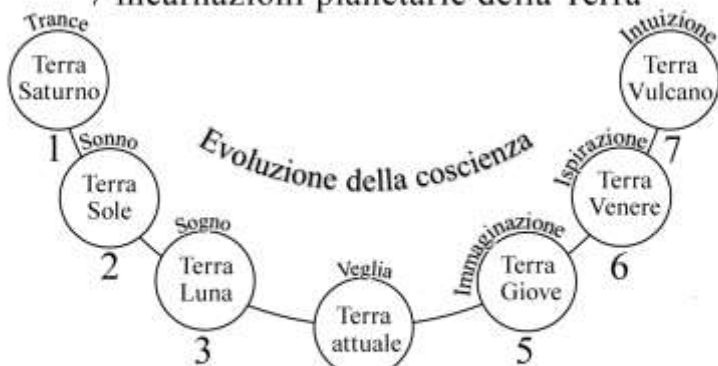 7 incarnazioni planetarie della Terra
Trance
Terra
Saturno
1
Sonno
Terra
Sole
2
Sogno
Terra
Luna
3
Veglia
Terra
attuale
Evoluzione della coscienza
Immaginazione
Terra
Giove
5
Ispirazione
Terra
Venere
6
Intuizione
Terra
Vulcano
7